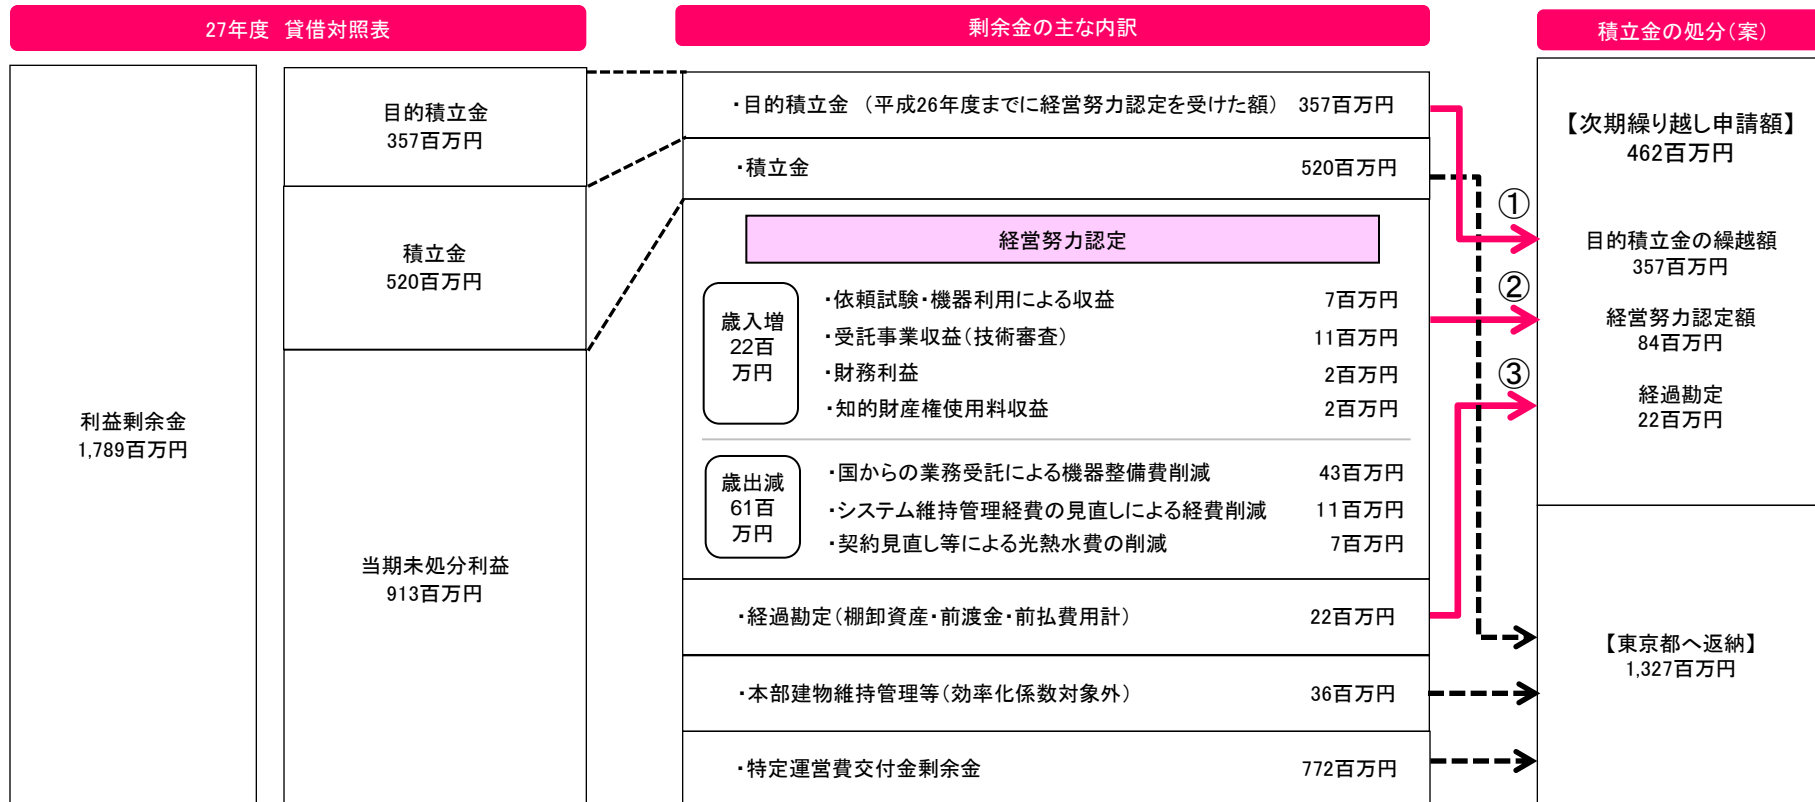 27年度 貸借対照表
利益剰余金
1,789百万円
目的積立金
357百万円
積立金
520百万円
当期未処分利益
913百万円
剰余金の主な内訳
・目的積立金 （平成26年度までに経営努力認定を受けた額） 357百万円
・積立金 520百万円
経営努力認定
歳入増
22百
万円
・依頼試験・機器利用による収益 7百万円
・受託事業収益（技術審査） 11百万円
・財務利益 2百万円
・知的財産権使用料収益 2百万円
歳出減
61百
万円
・国からの業務受託による機器整備費削減 43百万円
・システム維持管理経費の見直しによる経費削減 11百万円
・契約見直し等による光熱水費の削減 7百万円
・経過勘定（棚卸資産・前渡金・前払費用計） 22百万円
・本部建物維持管理等（効率化係数対象外） 36百万円
・特定運営費交付金剰余金 772百万円
①
②
③
積立金の処分（案）
【次期繰り越し申請額】
462百万円
目的積立金の繰越額
357百万円
経営努力認定額
84百万円
経過勘定
22百万円
【東京都へ返納】
1,327百万円